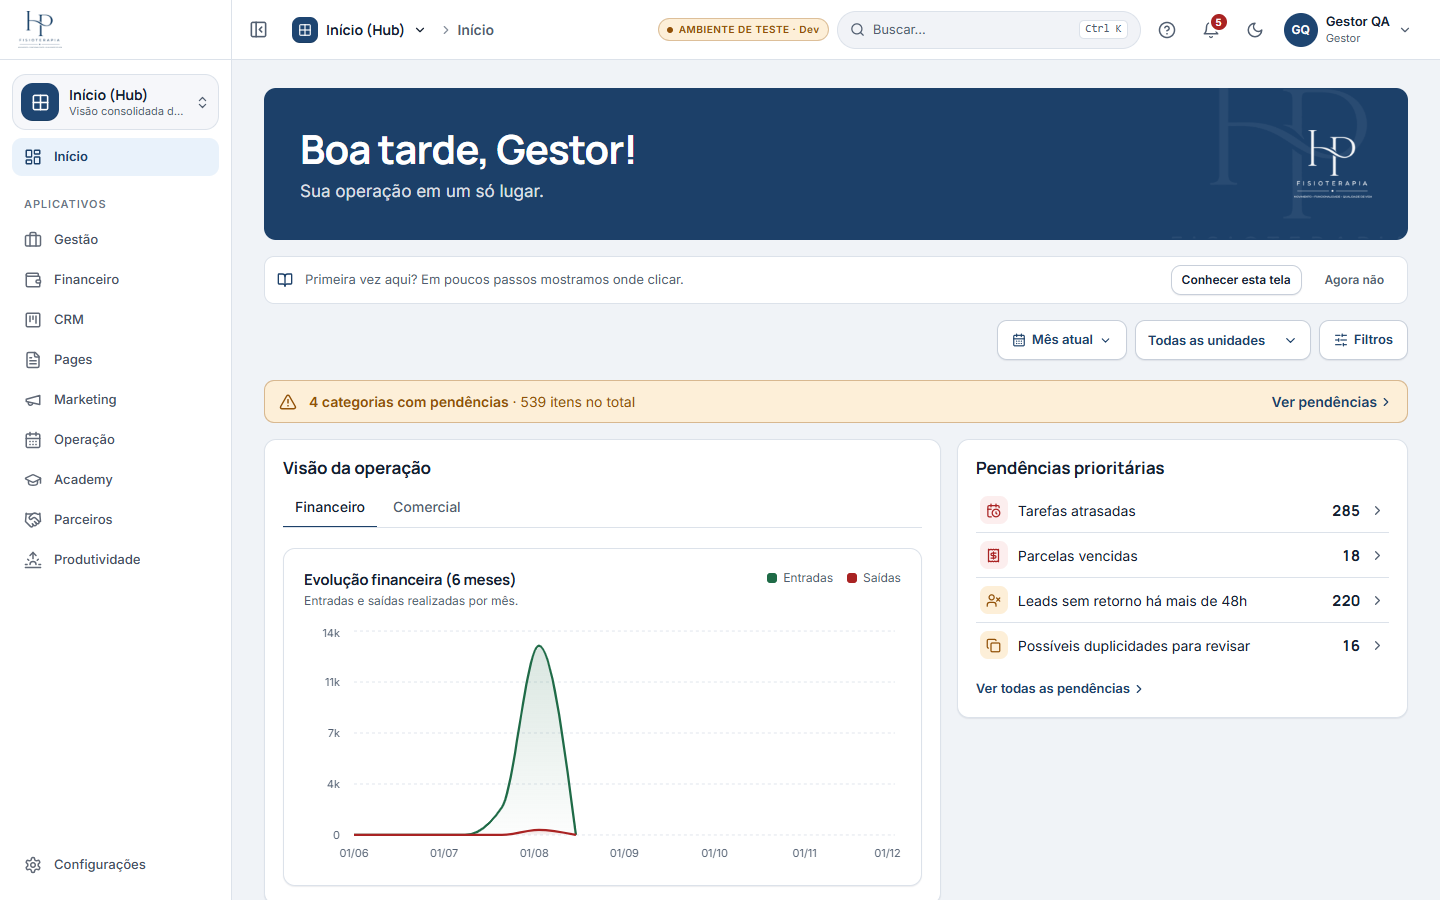 HP
FISIOTERAPIA
Início (Hub)
Início
AMBIENTE DE TESTE · Dev
Buscar...
Ctrl K
5
GQ
Gestor QA
Gestor
Início (Hub)
Visão consolidada d...
Início
APLICATIVOS
Gestão
Financeiro
CRM
Pages
Marketing
Operação
Academy
Parceiros
Produtividade
Configurações
Boa tarde, Gestor!
Sua operação em um só lugar.
HP
FISIOTERAPIA
Primeira vez aqui? Em poucos passos mostramos onde clicar.
Conhecer esta tela
Agora não
Mês atual
Todas as unidades
Filtros
4 categorias com pendências · 539 itens no total
Ver pendências
Visão da operação
Financeiro
Comercial
Evolução financeira (6 meses)
Entradas e saídas realizadas por mês.
Entradas
Saídas
14k
11k
7k
4k
0
01/06
01/07
01/08
01/09
01/10
01/11
01/12
Pendências prioritárias
Tarefas atrasadas
285
Parcelas vencidas
18
Leads sem retorno há mais de 48h
220
Possíveis duplicidades para revisar
16
Ver todas as pendências